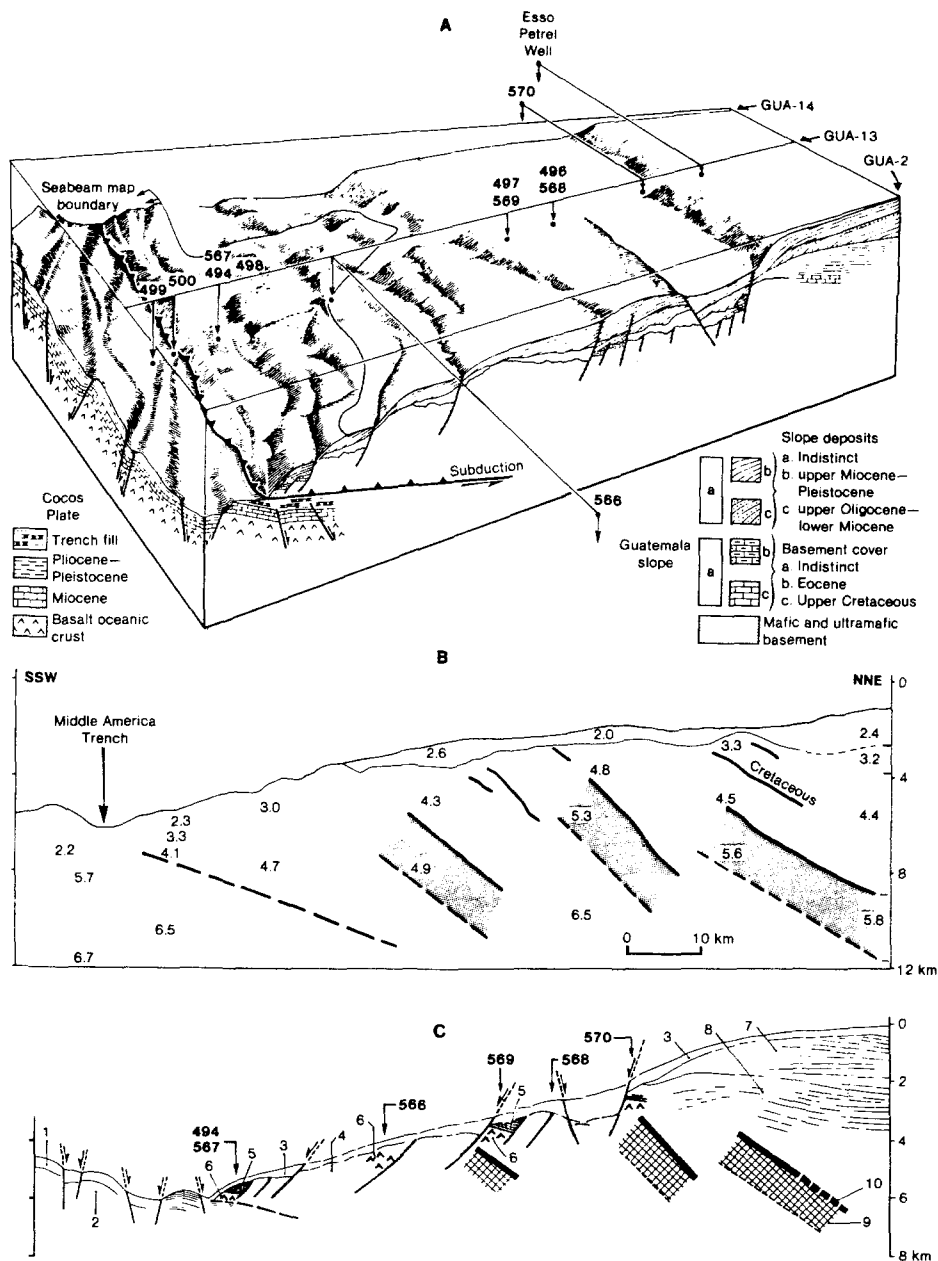 A
Esso
Petrel
Well
570
GUA-14
GUA-13
GUA-2
Seabeam map
boundary
496
497
568
569
567
498
494
500
499
Subduction
566
Cocos
Plate
Trench fill
Pliocene—
Pleistocene
Miocene
Basalt oceanic
crust
Guatemala
slope
Slope deposits
a. Indistinct
b. upper Miocene—
Pleistocene
c. upper Oligocene—
lower Miocene
a
b
c
Basement cover
a. Indistinct
b. Eocene
c. Upper Cretaceous
a
b
c
Mafic and ultramafic
basement
B
SSW
NNE
0
Middle America
Trench
2.0
2.4
2.6
3.3
3.2
4
4.8
Cretaceous
3.0
4.3
4.5
4.4
2.3
5.3
3.3
2.2
4.1
4.7
4.9
5.6
8
5.7
5.8
6.5
6.5
0 10 km
6.7
12 km
C
0
7
8
3
570
569
568
2
5
566
6
4
494
567
1
5
3
4
6
6
6
10
2
9
8 km